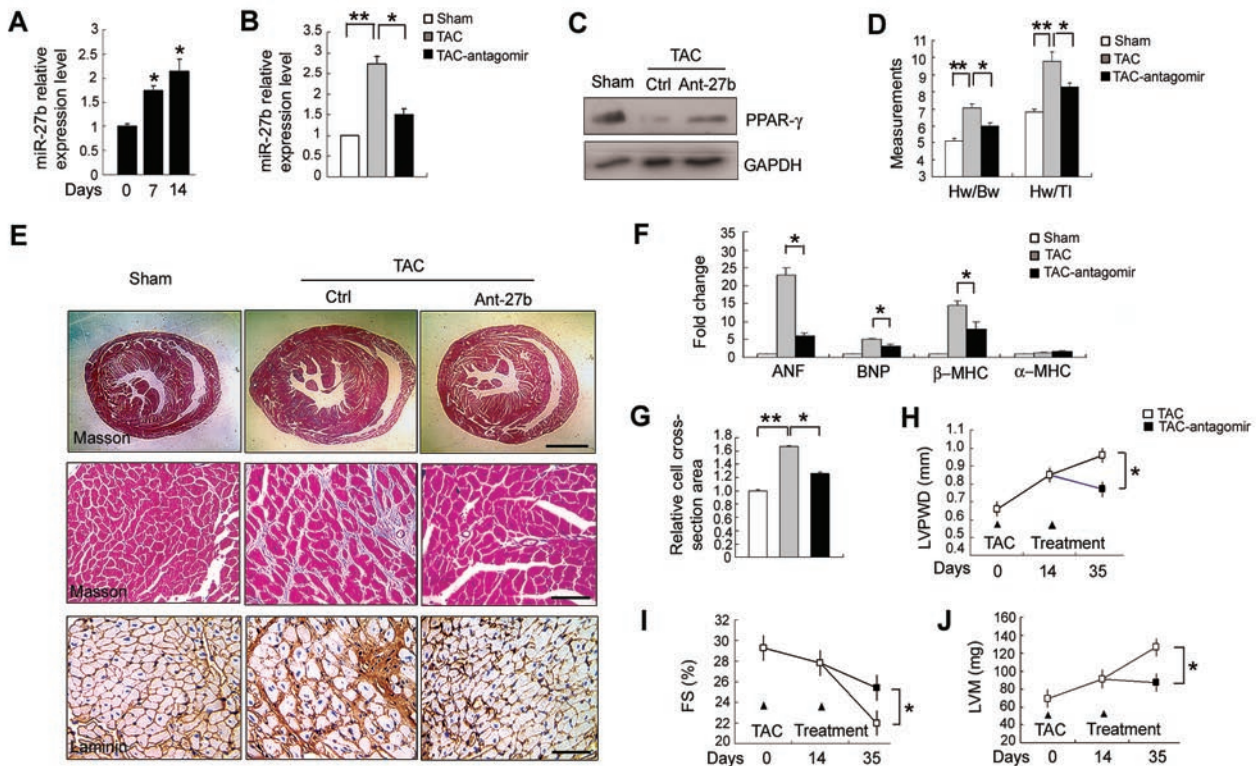 A
miR-27b relative
expression level
3
2.5
2
1.5
1
0.5
0
*
*
Days 0 7 14
B
miR-27b relative
expression level
3.5
3
2.5
2
1.5
1
0.5
0
** *
Sham
TAC
TAC-antagomir
C
TAC
Sham Ctrl Ant-27b
PPAR-γ
GAPDH
D
Measurements
11
10
9
8
7
6
5
4
3
** *
** *
Hw/Bw Hw/Tl
Sham
TAC
TAC-antagomir
E
Sham
TAC
Ctrl Ant-27b
Masson
Masson
Laminin
F
Fold change
35
30
25
20
15
10
5
0
*
*
*
ANF BNP β–MHC α–MHC
Sham
TAC
TAC-antagomir
G
Relative cell cross-
section area
1.8
1.6
1.4
1.2
1.0
0.8
0.6
0.4
0.2
0
** *
H
TAC
TAC-antagomir
LVPWD (mm)
1.1
1.0
0.9
0.8
0.7
0.6
0.5
0.4
*
TAC Treatment
Days 0 14 35
I
FS (%)
32
30
28
26
24
22
20
*
TAC Treatment
Days 0 14 35
J
LVM (mg)
160
140
120
100
80
60
40
20
0
*
TAC Treatment
Days 0 14 35